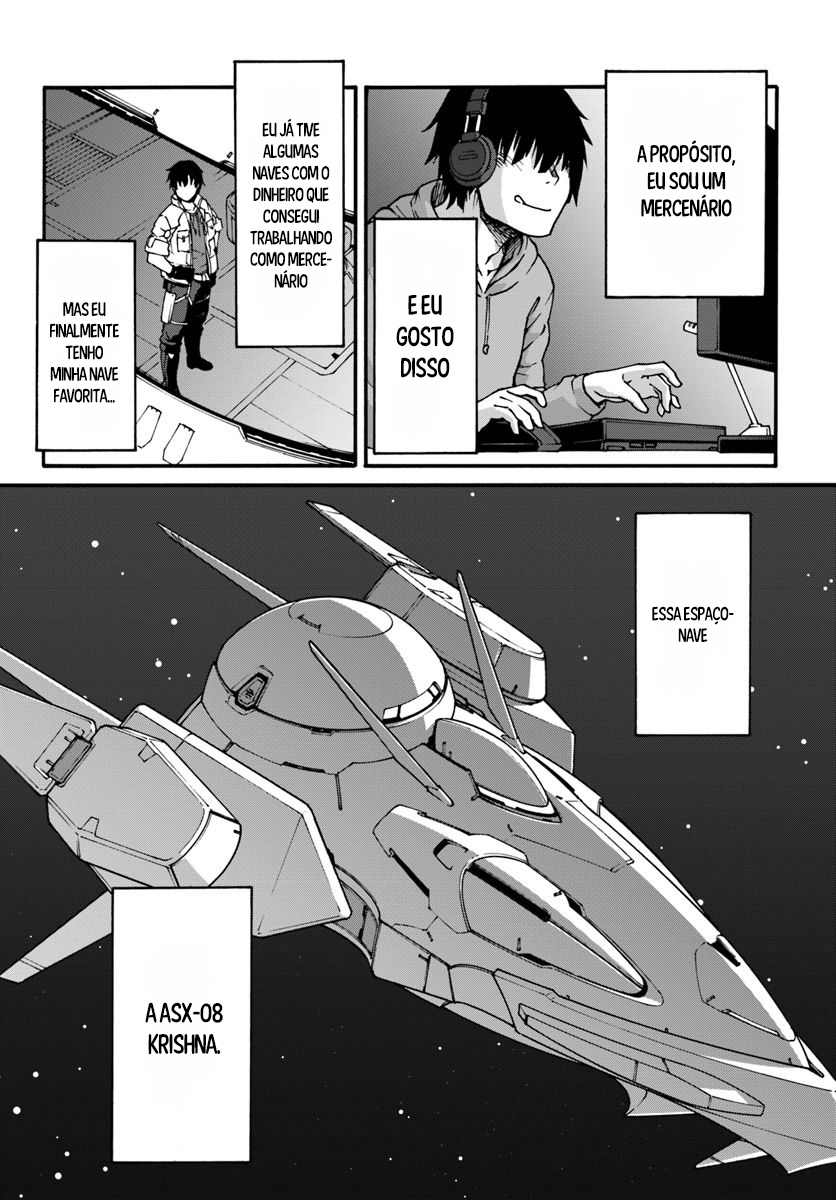 A PROPÓSITO,
EU SOU UM
MERCENÁRIO
E EU
GOSTO
DISSO
EU JÁ TIVE
ALGUMAS
NAVES COM O
DINHEIRO QUE
CONSEGUI
TRABALHANDO
COMO MERCE-
NÁRIO
MAS EU
FINALMENTE
TENHO
MINHA NAVE
FAVORITA...
ESSA ESPAÇO-
NAVE
A ASX-08
KRISHNA.